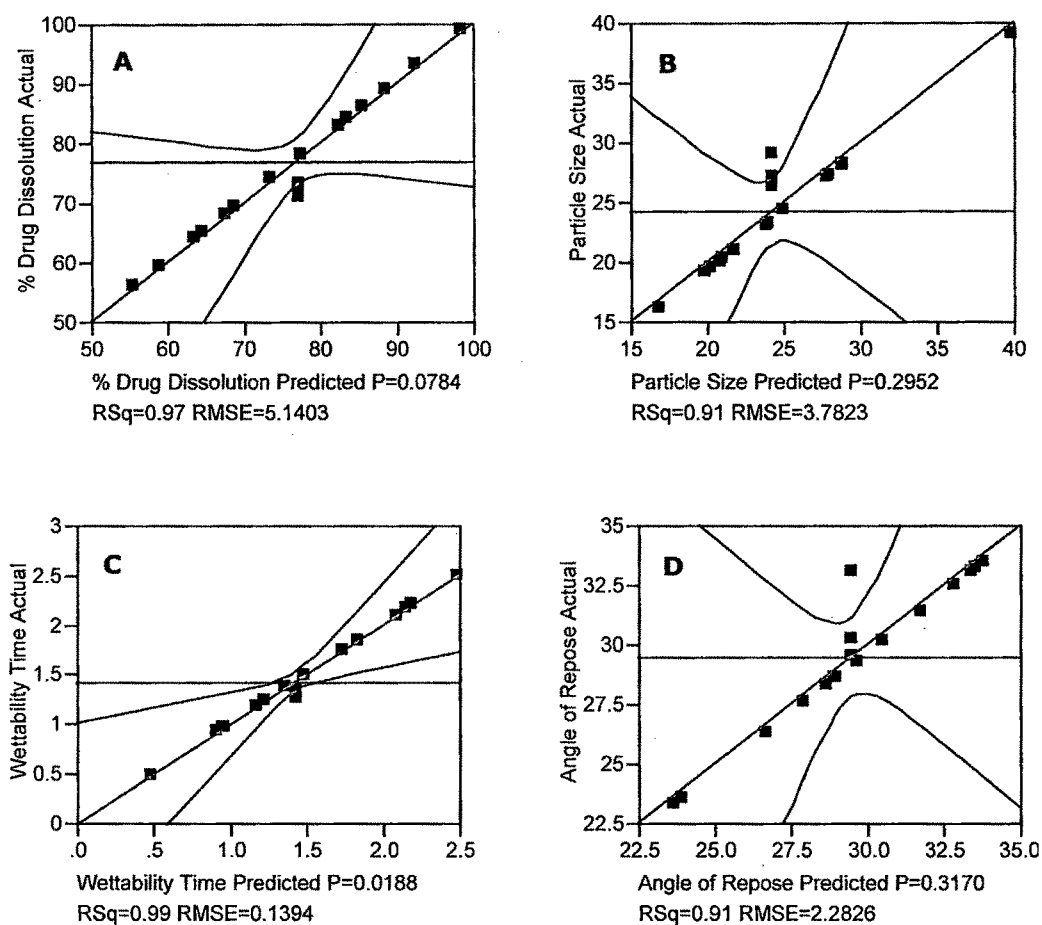 A
% Drug Dissolution Actual
100
90
80
70
60
50
50 60 70 80 90 100
% Drug Dissolution Predicted P=0.0784
RSq=0.97 RMSE=5.1403
B
Particle Size Actual
40
35
30
25
20
15
15 20 25 30 35 40
Particle Size Predicted P=0.2952
RSq=0.91 RMSE=3.7823
C
Wettability Time Actual
3
2.5
2
1.5
1
0.5
0
.0 .5 1.0 1.5 2.0 2.5
Wettability Time Predicted P=0.0188
RSq=0.99 RMSE=0.1394
D
Angle of Repose Actual
35
32.5
30
27.5
25
22.5
22.5 25.0 27.5 30.0 32.5 35.0
Angle of Repose Predicted P=0.3170
RSq=0.91 RMSE=2.2826